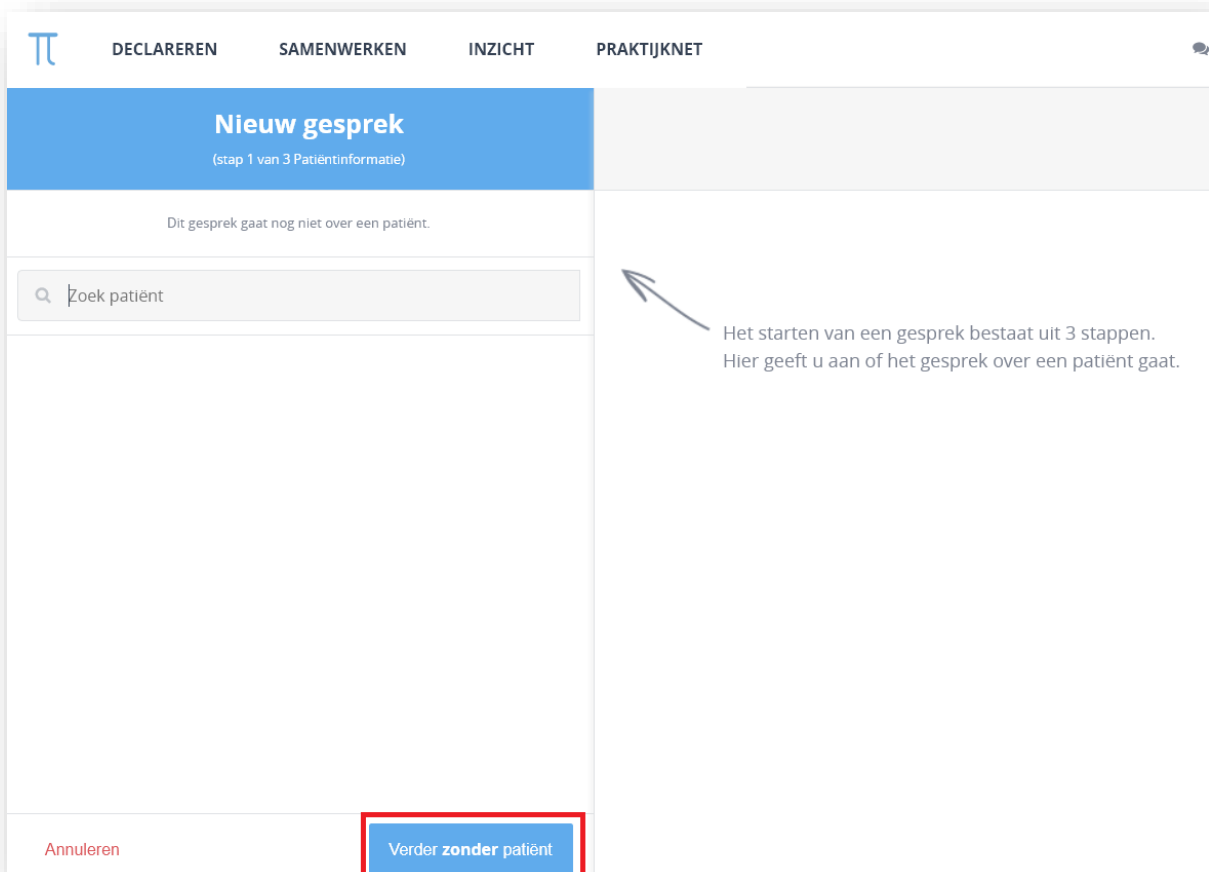 DECLAREREN SAMENWERKEN INZICHT PRAKTIJKNET
Nieuw gesprek
(stap 1 van 3 Patiëntinformatie)
Dit gesprek gaat nog niet over een patiënt.
Zoek patiënt
Het starten van een gesprek bestaat uit 3 stappen.
Hier geeft u aan of het gesprek over een patiënt gaat.
Annuleren
Verder zonder patiënt